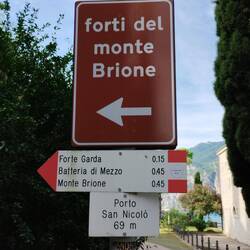 forti del
monte
Brione
Forte Garda 0.15
Batteria di Mezzo 0.45
Monte Brione 0.45
Porto
San Nicolò
69 m